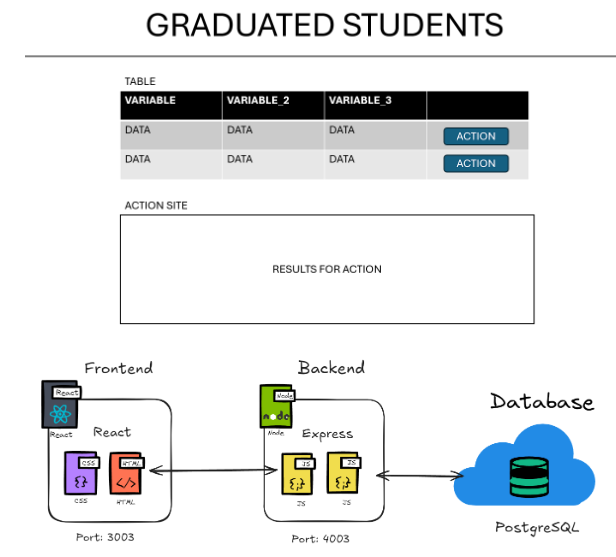 GRADUATED STUDENTS
TABLE
VARIABLE VARIABLE_2 VARIABLE_3
DATA DATA DATA ACTION
DATA DATA DATA ACTION
ACTION SITE
RESULTS FOR ACTION
Frontend
Backend
Database
React
Node
node
React
React
Node
Express
CSS
{}
HTML
</>
JS
{;}
JS
{;}
CSS
HTML
JS
JS
PostgreSQL
Port: 3003
Port: 4003